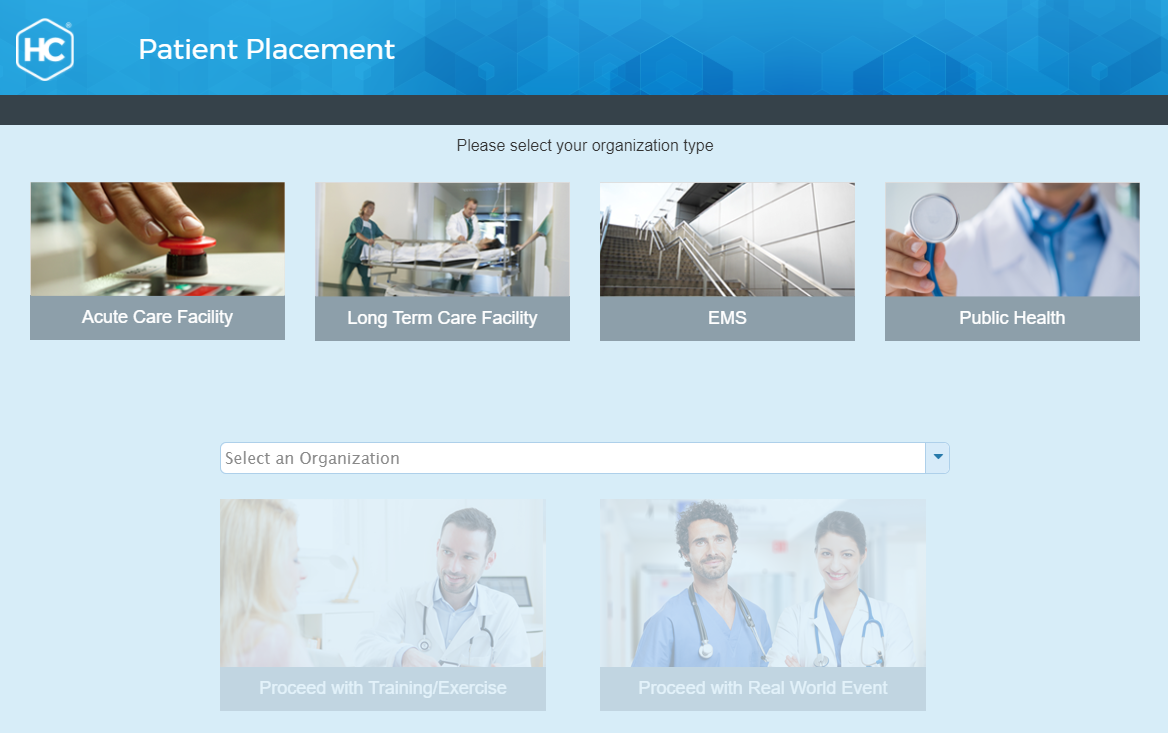 HC®
Patient Placement
Please select your organization type
Acute Care Facility
Long Term Care Facility
EMS
Public Health
Select an Organization
Proceed with Training/Exercise
Proceed with Real World Event